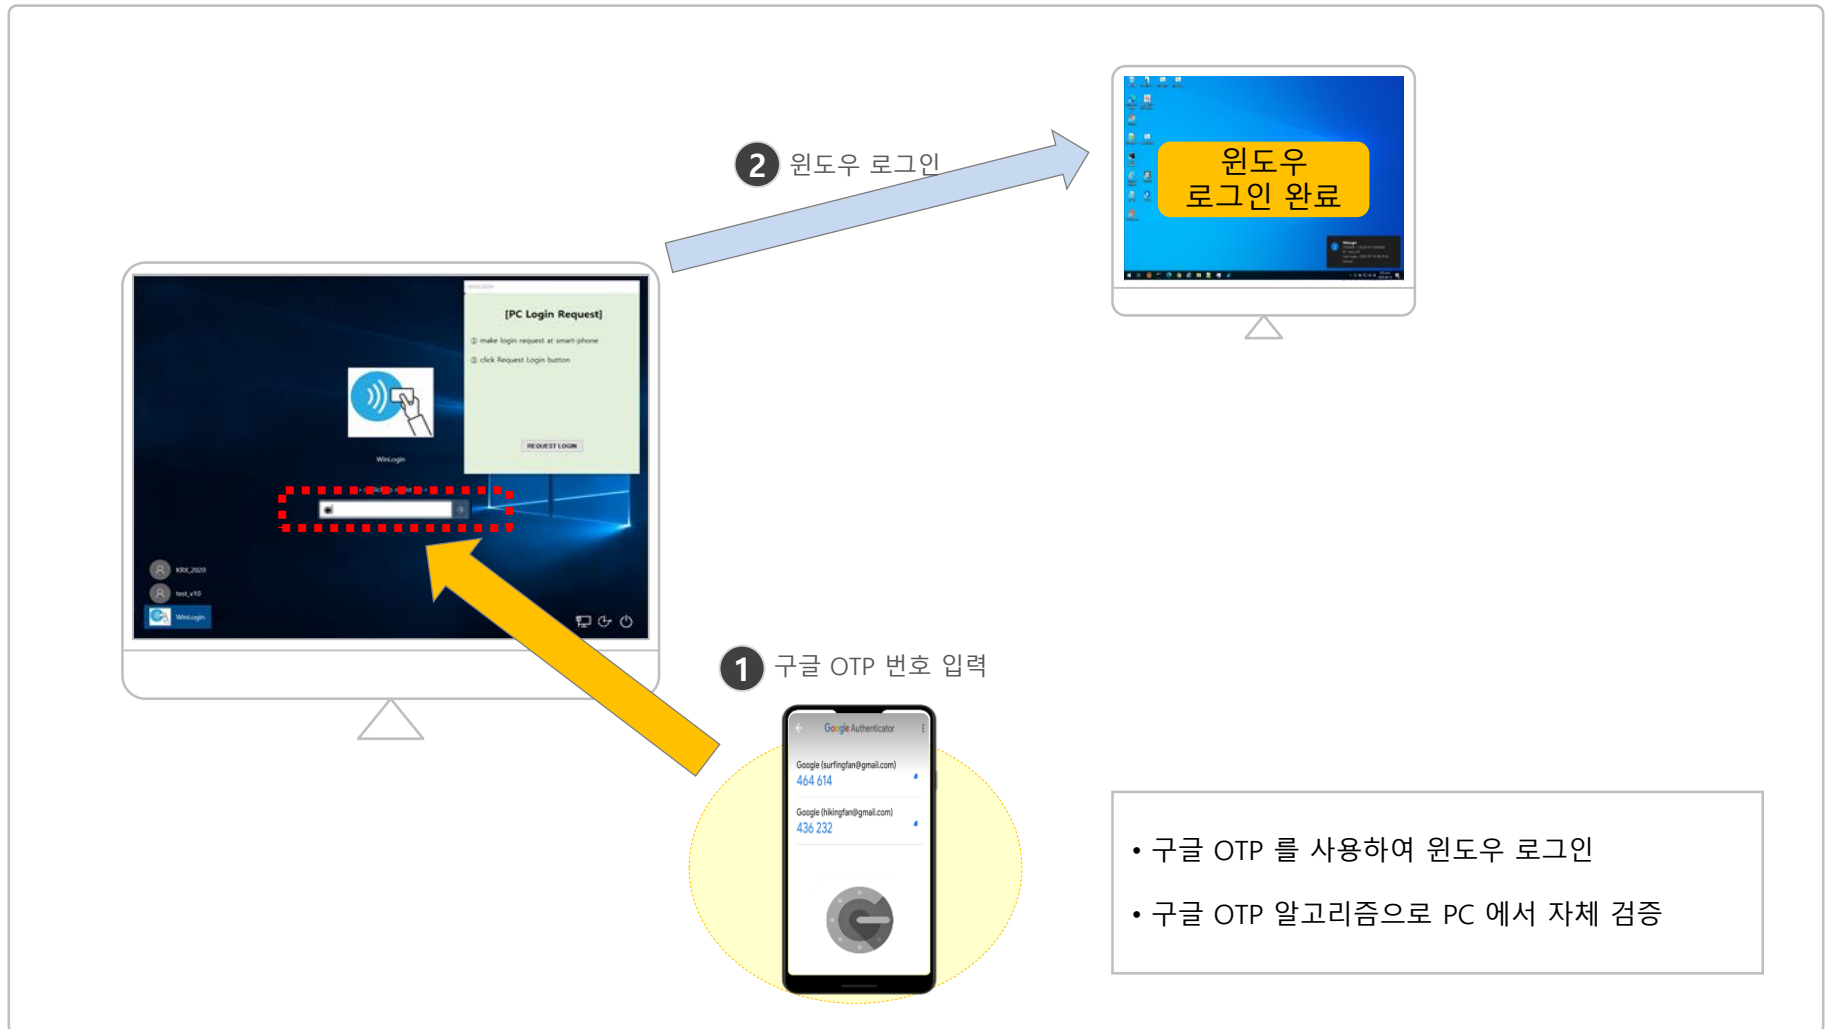 2 윈도우 로그인
윈도우
로그인 완료
[PC Login Request]
① make login request at smart-phone
② click Request Login button
REQUEST LOGIN
WinLogin
KRX_2020
test_v10
WinLogin
1 구글 OTP 번호 입력
Google Authenticator
Google (surfingfan@gmail.com)
464 614
Google (hikingfan@gmail.com)
436 232
• 구글 OTP 를 사용하여 윈도우 로그인
• 구글 OTP 알고리즘으로 PC 에서 자체 검증